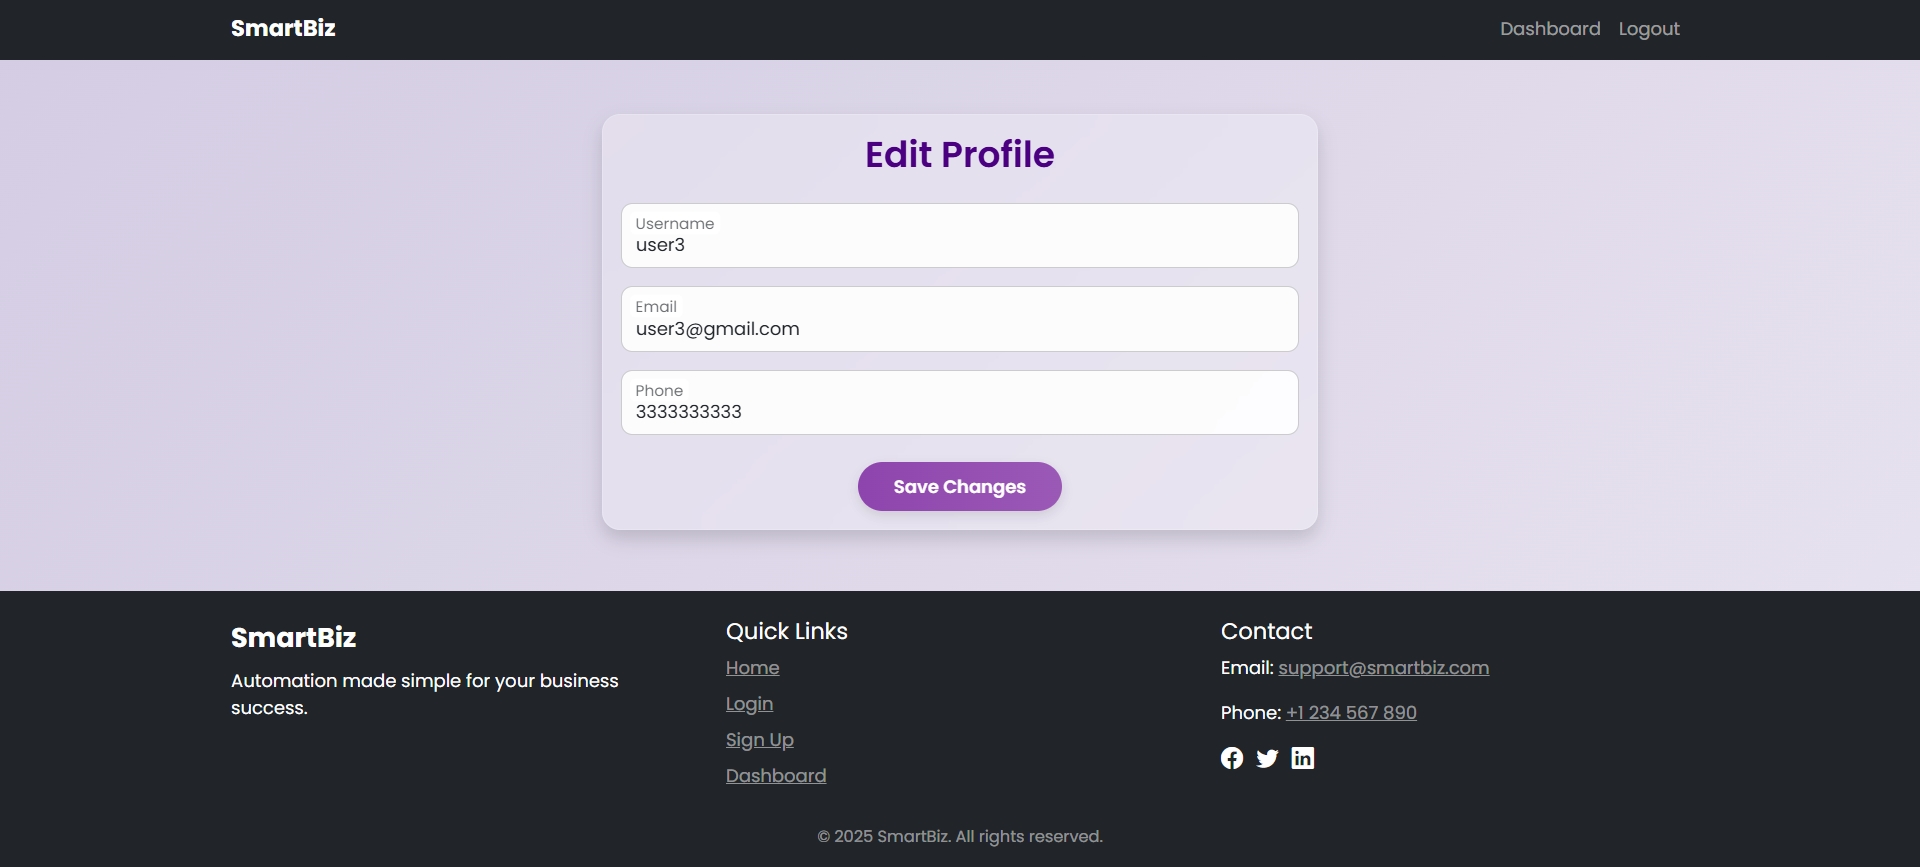 SmartBiz
Dashboard Logout
Edit Profile
Username
user3
Email
user3@gmail.com
Phone
3333333333
Save Changes
SmartBiz
Automation made simple for your business
success.
Quick Links
Home
Login
Sign Up
Dashboard
Contact
Email: support@smartbiz.com
Phone: +1 234 567 890
© 2025 SmartBiz. All rights reserved.